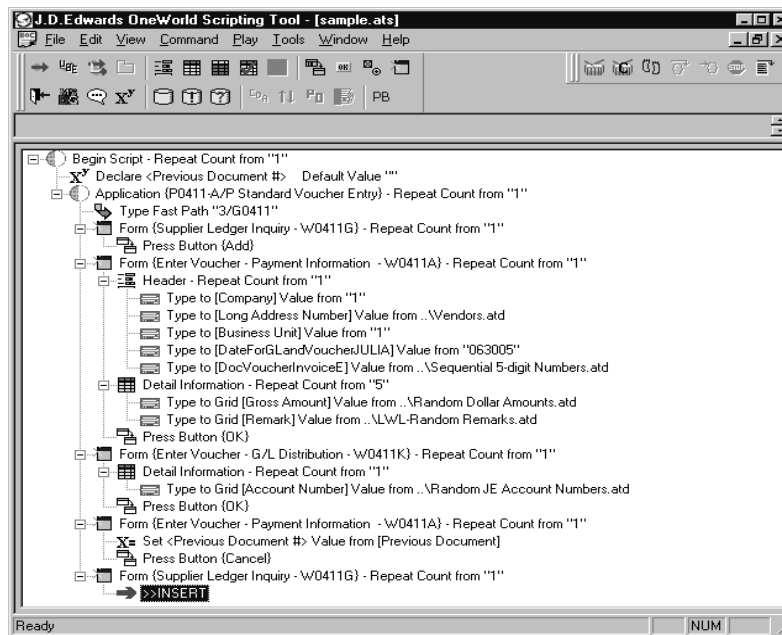 J.D.Edwards OneWorld Scripting Tool - [sample.ats]
File Edit View Command Play Tools Window Help
UBE OK
X^y CDA PO PB
Begin Script - Repeat Count from "1"
X^y Declare <Previous Document #> Default Value ""
Application {P0411-A/P Standard Voucher Entry} - Repeat Count from "1"
Type Fast Path "3/G0411"
Form {Supplier Ledger Inquiry - W0411G} - Repeat Count from "1"
Press Button {Add}
Form {Enter Voucher - Payment Information - W0411A} - Repeat Count from "1"
Header - Repeat Count from "1"
Type to [Company] Value from "1"
Type to [Long Address Number] Value from ..\Vendors.atd
Type to [Business Unit] Value from "1"
Type to [DateForGLandVoucherJULIA] Value from "063005"
Type to [DocVoucherInvoiceE] Value from ..\Sequential 5-digit Numbers.atd
Detail Information - Repeat Count from "5"
Type to Grid [Gross Amount] Value from ..\Random Dollar Amounts.atd
Type to Grid [Remark] Value from ..\LWL-Random Remarks.atd
Press Button {OK}
Form {Enter Voucher - G/L Distribution - W0411K} - Repeat Count from "1"
Detail Information - Repeat Count from "1"
Type to Grid [Account Number] Value from ..\Random JE Account Numbers.atd
Press Button {OK}
Form {Enter Voucher - Payment Information - W0411A} - Repeat Count from "1"
X= Set <Previous Document #> Value from [Previous Document]
Press Button {Cancel}
Form {Supplier Ledger Inquiry - W0411G} - Repeat Count from "1"
>>INSERT
Ready NUM